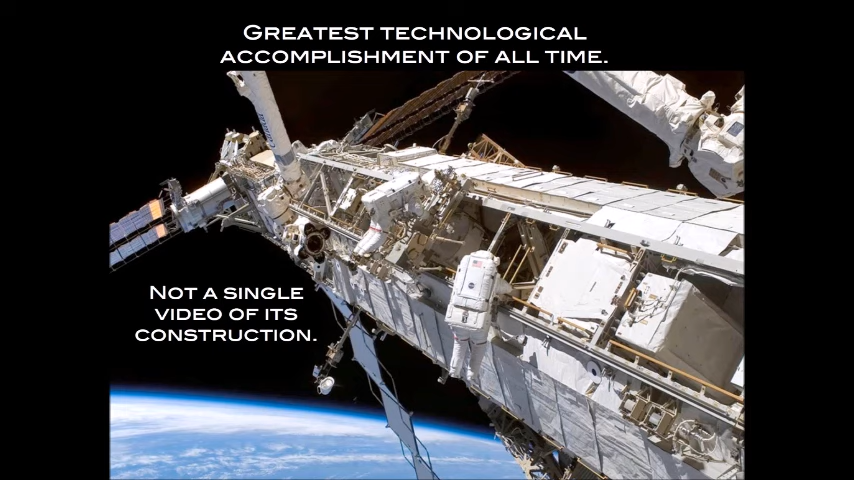 Greatest technological
accomplishment of all time.
Not a single
video of its
construction.